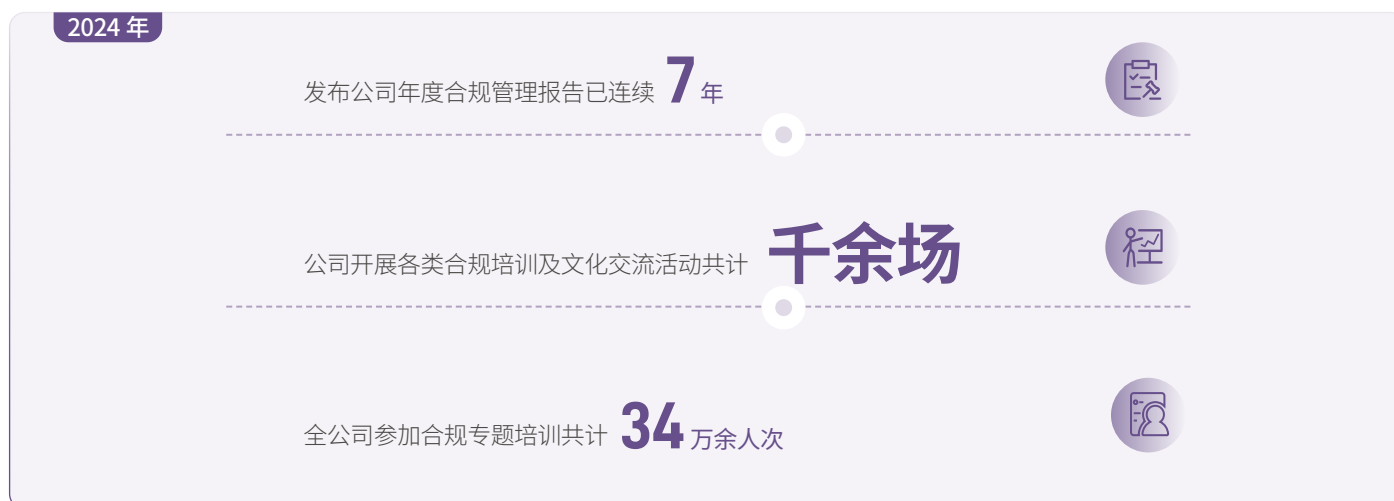 2024 年
发布公司年度合规管理报告已连续 7 年
公司开展各类合规培训及文化交流活动共计 千余场
全公司参加合规专题培训共计 34 万余人次